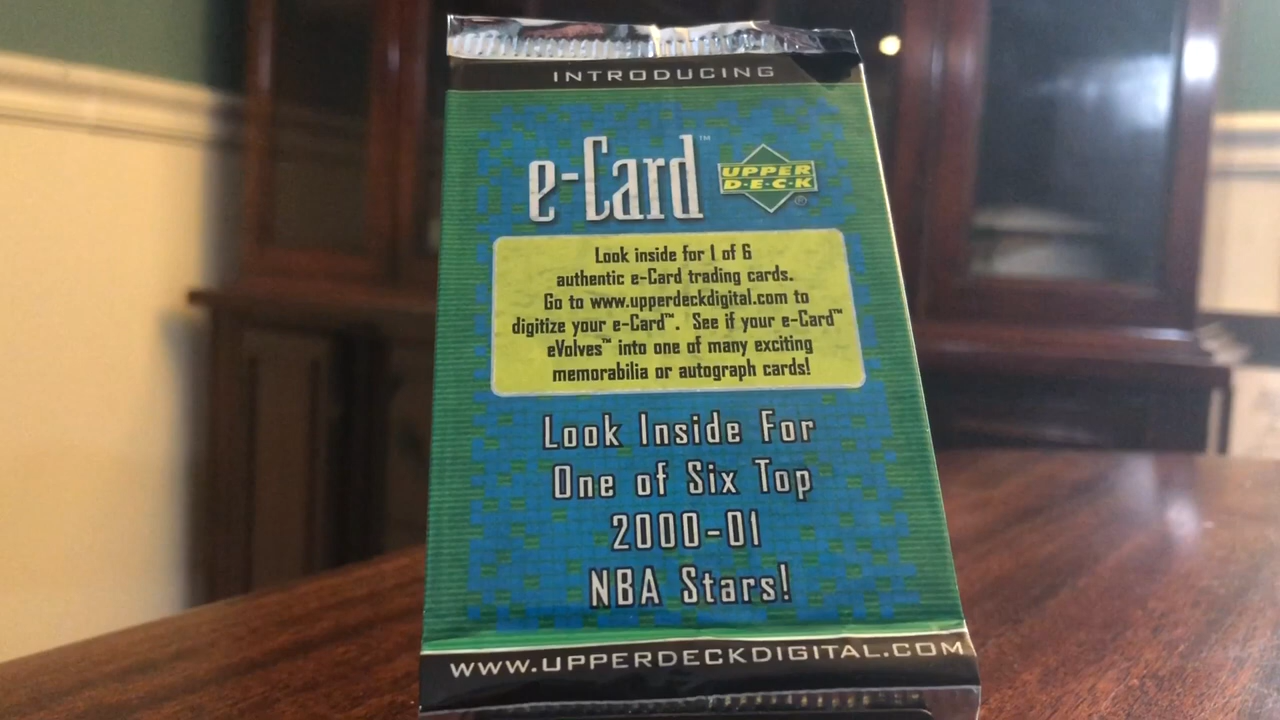 INTRODUCING
e-Card™
UPPER
D·E·C·K®
Look inside for 1 of 6
authentic e-Card trading cards.
Go to www.upperdeckdigital.com to
digitize your e-Card™. See if your e-Card™
eVolves™ into one of many exciting
memorabilia or autograph cards!
Look Inside For
One of Six Top
2000-01
NBA Stars!
WWW.UPPERDECKDIGITAL.COM